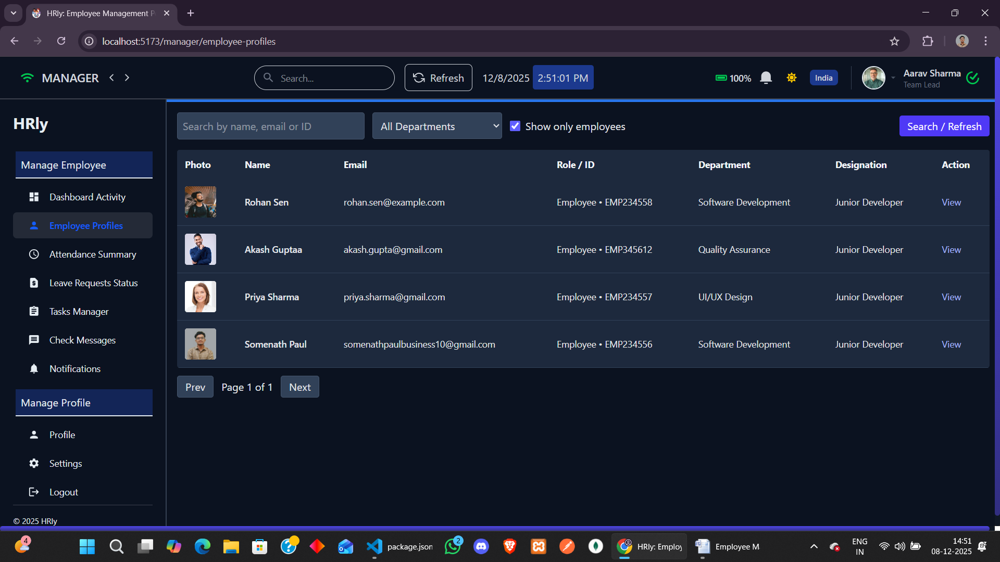 HRly: Employee Management P
localhost:5173/manager/employee-profiles
MANAGER
Search...
Refresh
12/8/2025
2:51:01 PM
100%
India
Aarav Sharma
Team Lead
HRly
Manage Employee
Dashboard Activity
Employee Profiles
Attendance Summary
Leave Requests Status
Tasks Manager
Check Messages
Notifications
Manage Profile
Profile
Settings
Logout
© 2025 HRly
Search by name, email or ID
All Departments
Show only employees
Search / Refresh
Photo Name Email Role / ID Department Designation Action
Rohan Sen rohan.sen@example.com Employee • EMP234558 Software Development Junior Developer View
Akash Guptaa akash.gupta@gmail.com Employee • EMP345612 Quality Assurance Junior Developer View
Priya Sharma priya.sharma@gmail.com Employee • EMP234557 UI/UX Design Junior Developer View
Somenath Paul somenathpaulbusiness10@gmail.com Employee • EMP234556 Software Development Junior Developer View
Prev Page 1 of 1 Next
4
package.json
2
HRly: Employ
Employee M
ENG
IN
14:51
08-12-2025